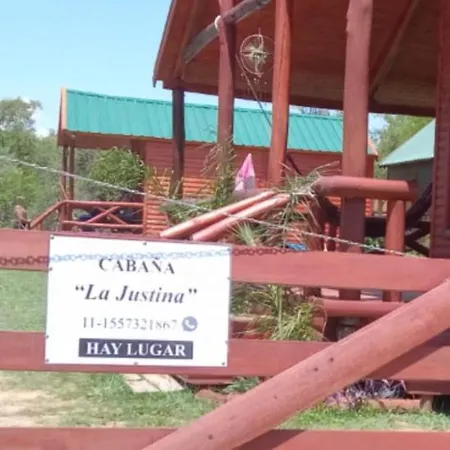 CABAÑA
"La Justina"
11-1557321867
HAY LUGAR